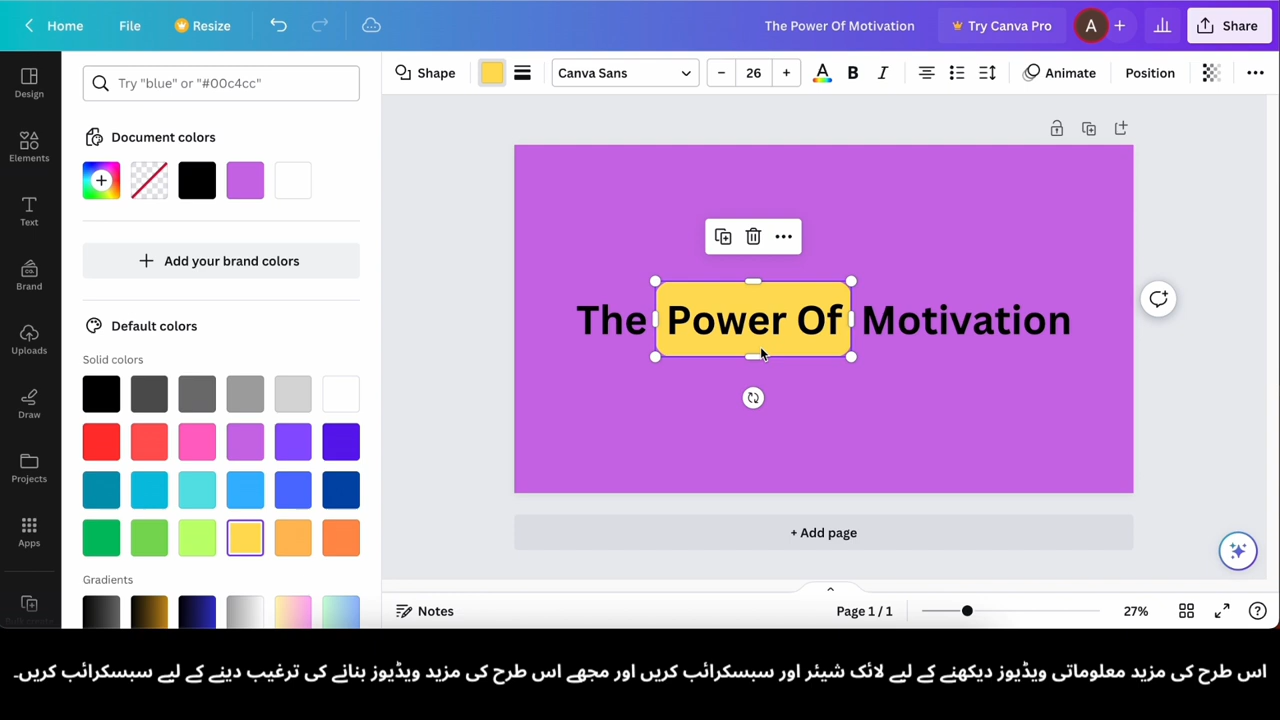 Home File Resize The Power Of Motivation Try Canva Pro A Share
Try "blue" or "#00c4cc"
Shape Canva Sans 26 A B I Animate Position
Design
Document colors
Elements
Text
Add your brand colors
Brand
Co.
Default colors
Uploads
Solid colors
Draw
Projects
Apps
Gradients
The Power Of Motivation
+ Add page
Notes Page 1 / 1 27%
اس طرح کی مزید معلوماتی ویڈیوز دیکھنے کے لیے لائک شیئر اور سبسکرائب کریں اور مجھے اس طرح کی مزید ویڈیوز بنانے کی ترغیب دینے کے لیے سبسکرائب کریں۔